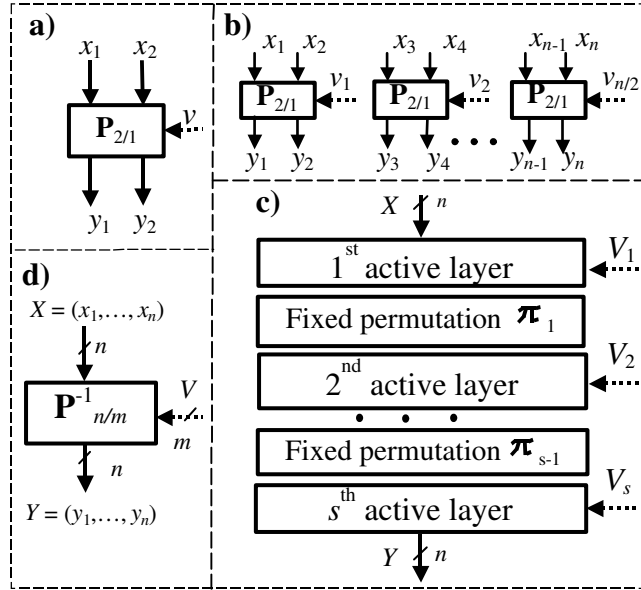 a)
x1 x2
P2/1
v
y1 y2
b)
x1 x2 x3 x4 xn-1 xn
P2/1 v1 P2/1 v2 P2/1 vn/2
y1 y2 y3 y4 • • • yn-1 yn
c)
X n
1st active layer V1
Fixed permutation π1
2nd active layer V2
• • •
Fixed permutation πs-1
sth active layer Vs
Y n
d)
X = (x1,…, xn)
n
P-1n/m
V
m
n
Y = (y1,…, yn)